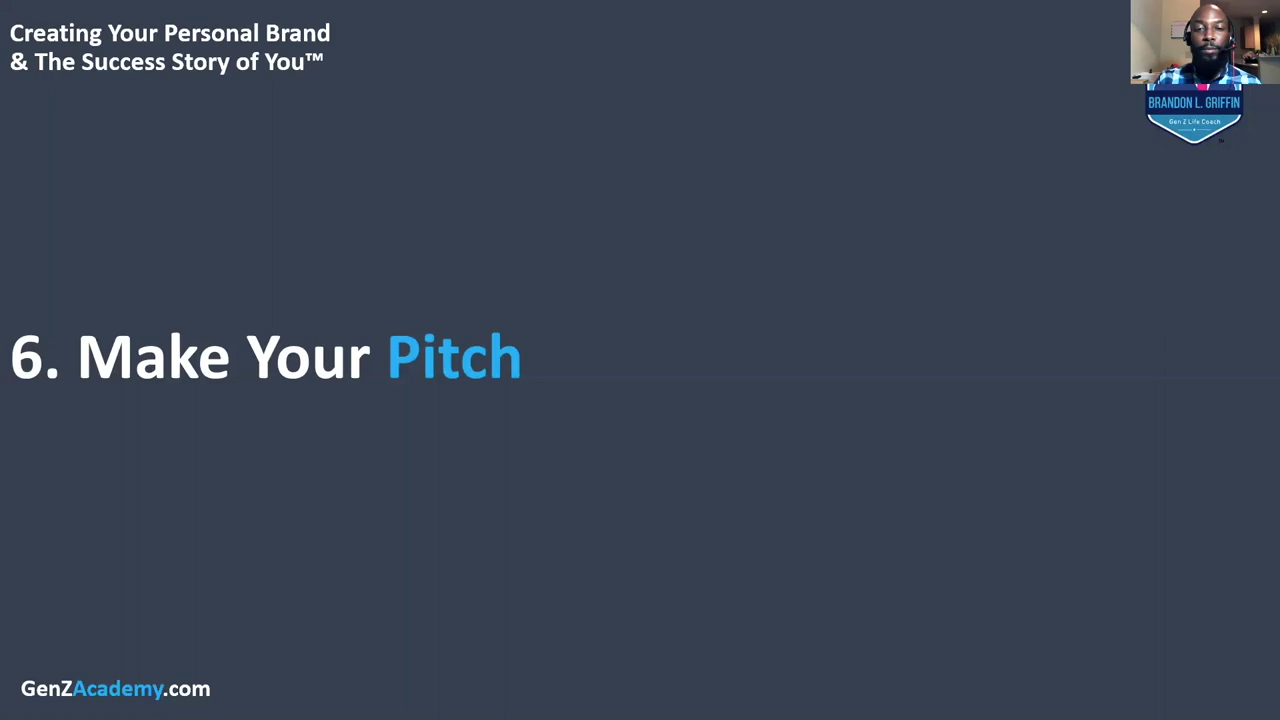 Creating Your Personal Brand
& The Success Story of You™
BRANDON L. GRIFFIN
Gen Z Life Coach
6. Make Your Pitch
GenZAcademy.com